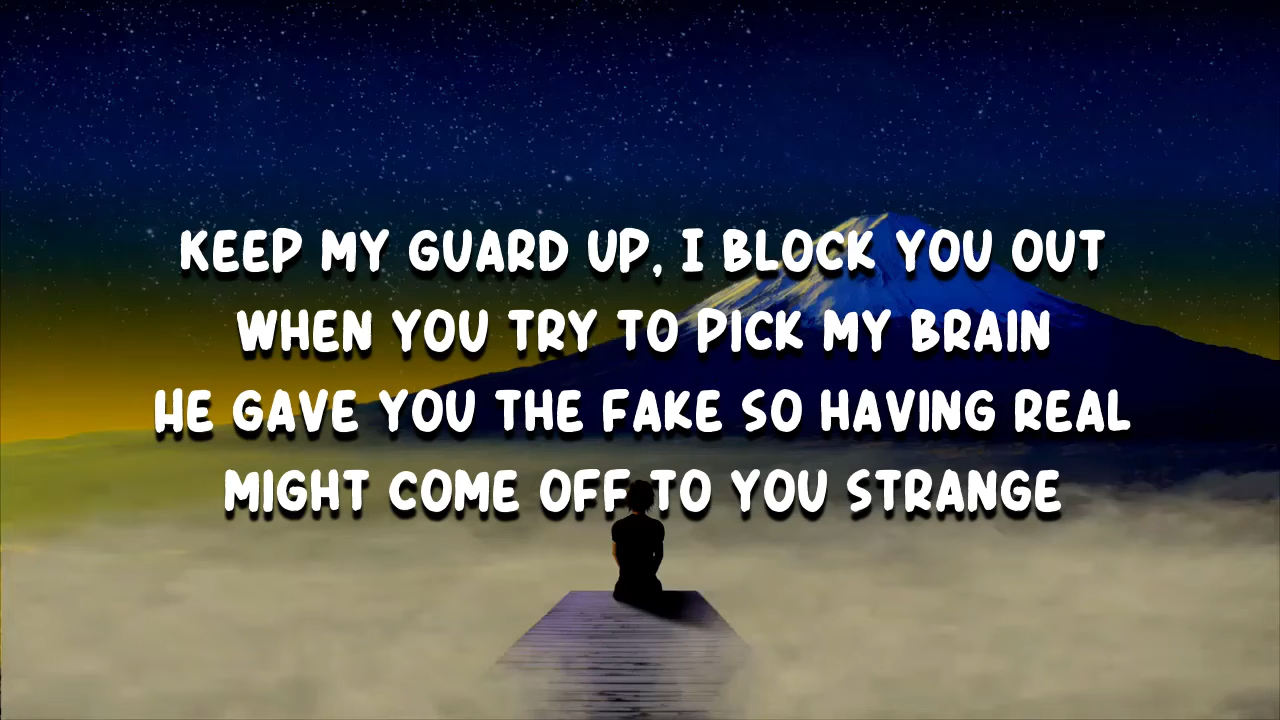 KEEP MY GUARD UP, I BLOCK YOU OUT
WHEN YOU TRY TO PICK MY BRAIN
HE GAVE YOU THE FAKE SO HAVING REAL
MIGHT COME OFF TO YOU STRANGE